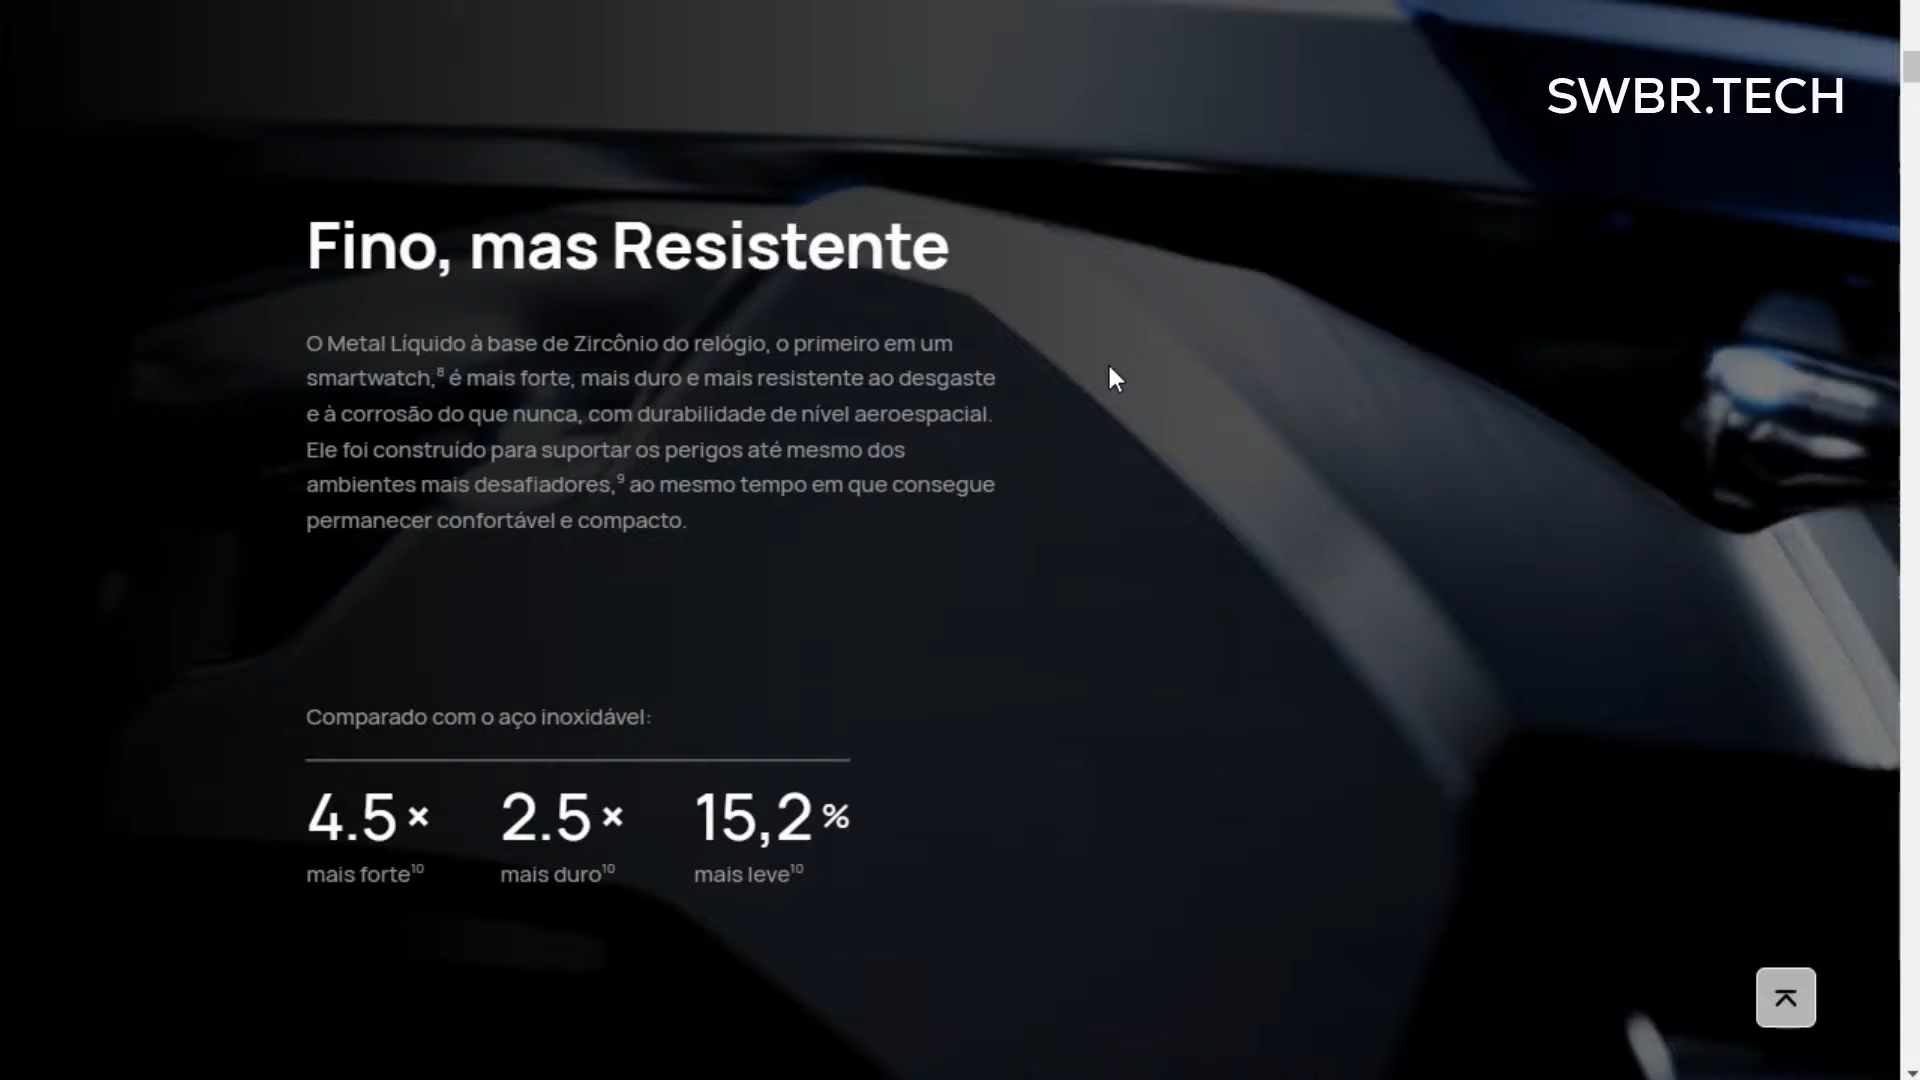 SWBR.TECH
Fino, mas Resistente
O Metal Líquido à base de Zircônio do relógio, o primeiro em um
smartwatch,⁸ é mais forte, mais duro e mais resistente ao desgaste
e à corrosão do que nunca, com durabilidade de nível aeroespacial.
Ele foi construído para suportar os perigos até mesmo dos
ambientes mais desafiadores,⁹ ao mesmo tempo em que consegue
permanecer confortável e compacto.
Comparado com o aço inoxidável:
4.5× 2.5× 15,2%
mais forte¹⁰ mais duro¹⁰ mais leve¹⁰